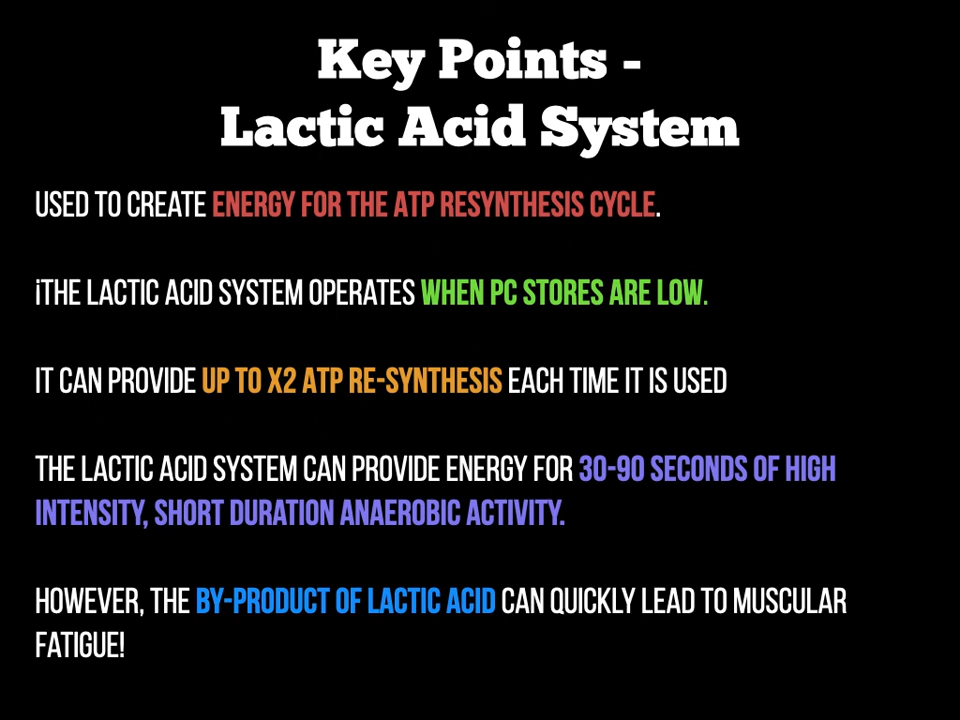 Key Points -
Lactic Acid System
USED TO CREATE ENERGY FOR THE ATP RESYNTHESIS CYCLE.
iTHE LACTIC ACID SYSTEM OPERATES WHEN PC STORES ARE LOW.
IT CAN PROVIDE UP TO X2 ATP RE-SYNTHESIS EACH TIME IT IS USED
THE LACTIC ACID SYSTEM CAN PROVIDE ENERGY FOR 30-90 SECONDS OF HIGH
INTENSITY, SHORT DURATION ANAEROBIC ACTIVITY.
HOWEVER, THE BY-PRODUCT OF LACTIC ACID CAN QUICKLY LEAD TO MUSCULAR
FATIGUE!